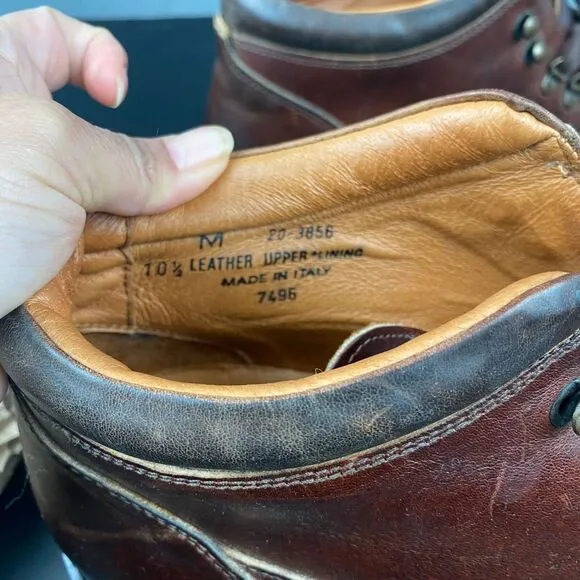 M 20-3856
10½ LEATHER UPPER+LINING
MADE IN ITALY
7496